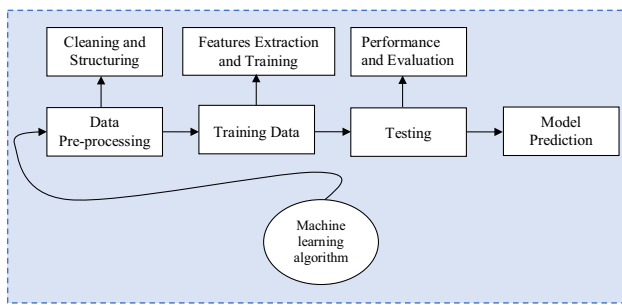 Cleaning and
Structuring
Features Extraction
and Training
Performance
and Evaluation
Data
Pre-processing
Training Data
Testing
Model
Prediction
Machine
learning
algorithm